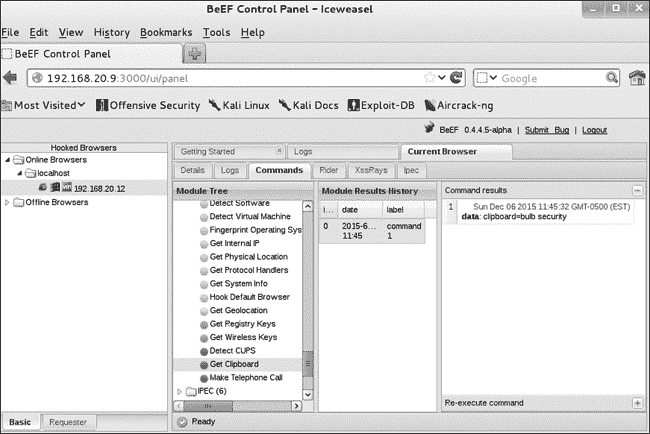 BeEF Control Panel - Iceweasel
File Edit View History Bookmarks Tools Help
BeEF Control Panel
192.168.20.9:3000/ui/panel
Google
Most Visited
Offensive Security
Kali Linux
Kali Docs
Exploit-DB
Aircrack-ng
BeEF 0.4.4.5-alpha | Submit Bug | Logout
Hooked Browsers
Online Browsers
localhost
192.168.20.12
Offline Browsers
Basic
Requester
Getting Started
Logs
Current Browser
Details
Logs
Commands
Rider
XssRays
Ipec
Module Tree
Detect Software
Detect Virtual Machine
Fingerprint Operating Sys
Get Internal IP
Get Physical Location
Get Protocol Handlers
Get System Info
Hook Default Browser
Get Geolocation
Get Registry Keys
Get Wireless Keys
Detect CUPS
Get Clipboard
Make Telephone Call
IPEC (6)
Module Results History
i... date label
0 2015-6... command
11:45 1
Command results
1 Sun Dec 06 2015 11:45:32 GMT-0500 (EST)
data: clipboard=bulb security
Re-execute command
Ready